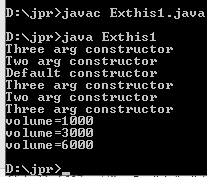 D:\jpr>javac Exthis1.java
D:\jpr>java Exthis1
Three arg constructor
Two arg constructor
Default constructor
Three arg constructor
Two arg constructor
Three arg constructor
volume=1000
volume=3000
volume=6000
D:\jpr>_